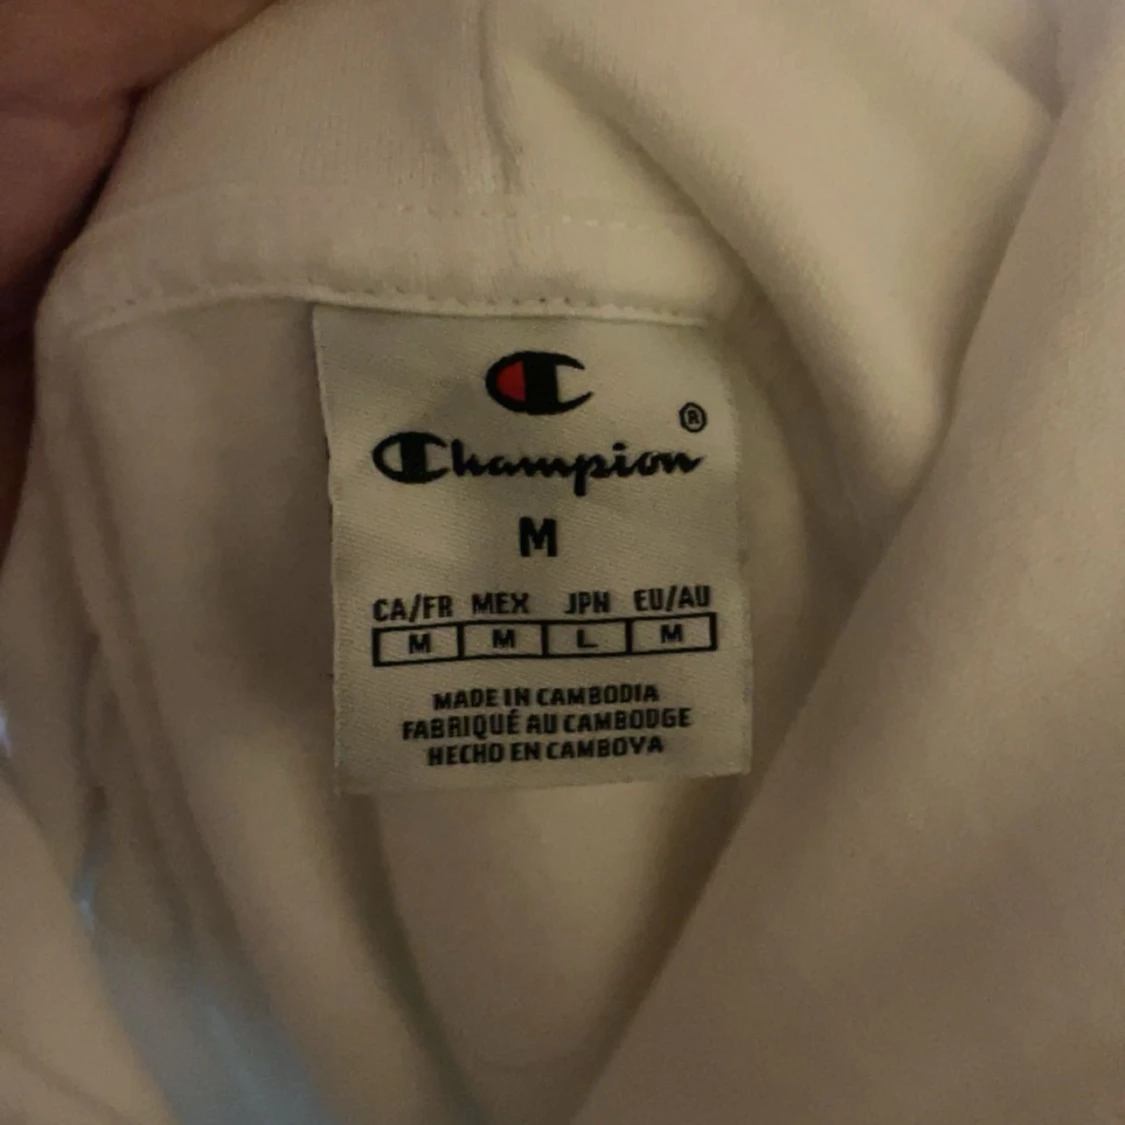 ®
Champion
M
CA/FR MEX JPN EU/AU
M M L M
MADE IN CAMBODIA
FABRIQUÉ AU CAMBODGE
HECHO EN CAMBOYA